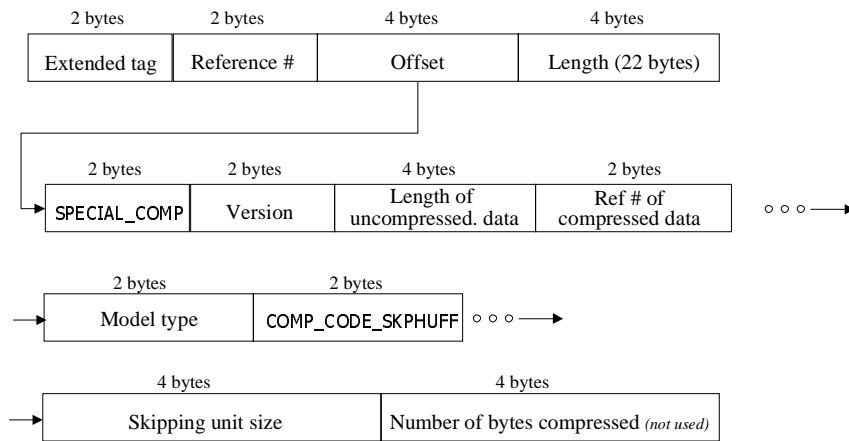 2 bytes 2 bytes 4 bytes 4 bytes
Extended tag Reference # Offset Length (22 bytes)
2 bytes 2 bytes 4 bytes 2 bytes
SPECIAL_COMP Version Length of uncompressed. data Ref # of compressed data
2 bytes 2 bytes
Model type COMP_CODE_SKPHUFF
4 bytes 4 bytes
Skipping unit size Number of bytes compressed (not used)